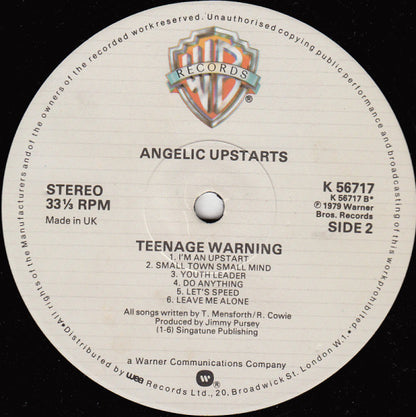 All rights of the Manufacturers and of the owners of the recorded work reserved. Unauthorised copying public performance and broadcasting of this work prohibited.
WB
RECORDS
®
ANGELIC UPSTARTS
STEREO
33⅓ RPM
Made in UK
K 56717
K 56717 B*
℗ 1979 Warner
Bros. Records
SIDE 2
TEENAGE WARNING
1. I'M AN UPSTART
2. SMALL TOWN SMALL MIND
3. YOUTH LEADER
4. DO ANYTHING
5. LET'S SPEED
6. LEAVE ME ALONE
All songs written by T. Mensforth/R. Cowie
Produced by Jimmy Pursey
(1-6) Singatune Publishing
a Warner Communications Company
•Distributed by wea Records Ltd., 20, Broadwick St. London W1.•